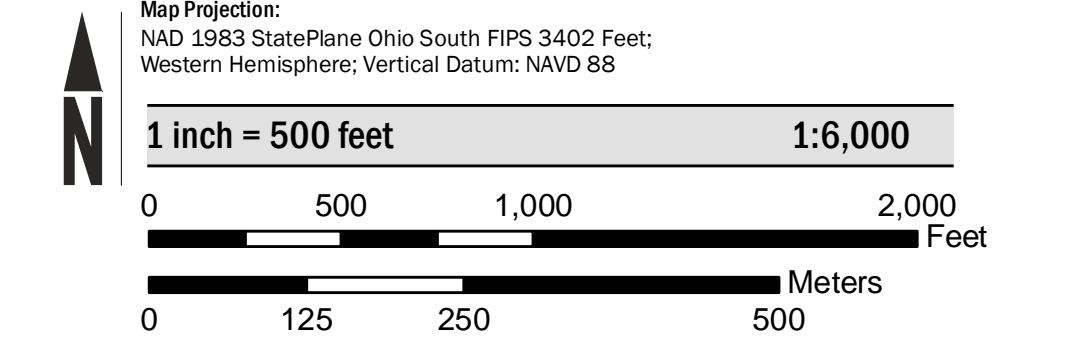 Map Projection:
NAD 1983 StatePlane Ohio South FIPS 3402 Feet;
Western Hemisphere; Vertical Datum: NAVD 88
N
1 inch = 500 feet 1:6,000
0 500 1,000 2,000
Feet
Meters
0 125 250 500